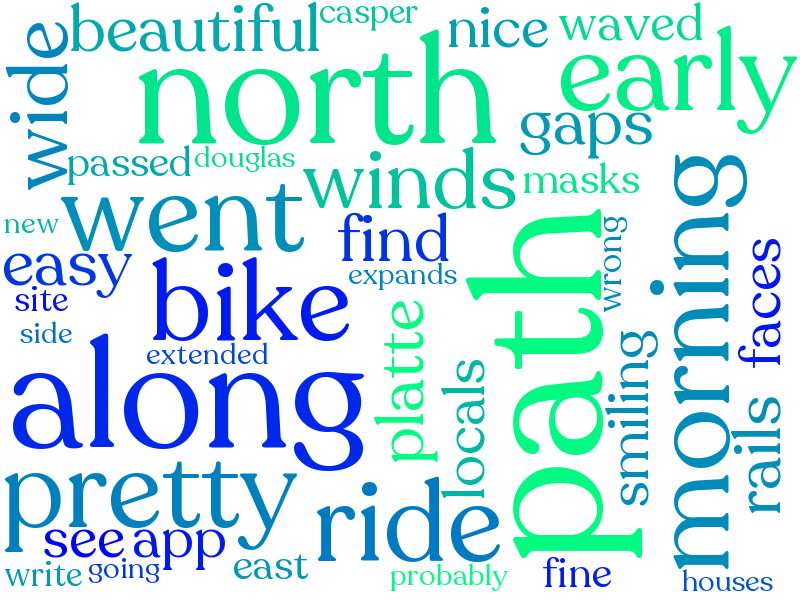 casper
beautiful
nice
waved
wide
north
early
gaps
passed
douglas
winds
masks
went
new
find
easy
expands
wrong
morning
path
faces
site
bike
side
extended
platte
along
locals
smiling
rails
pretty
ride
see
app
write
going
east
probably
fine
houses